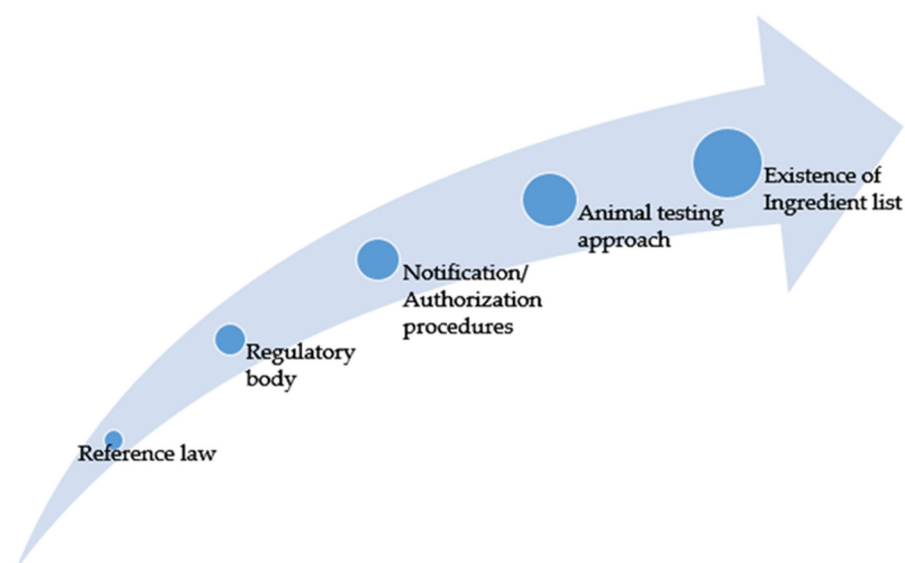 Existence of
Ingredient list
Animal testing
approach
Notification/
Authorization
procedures
Regulatory
body
Reference law